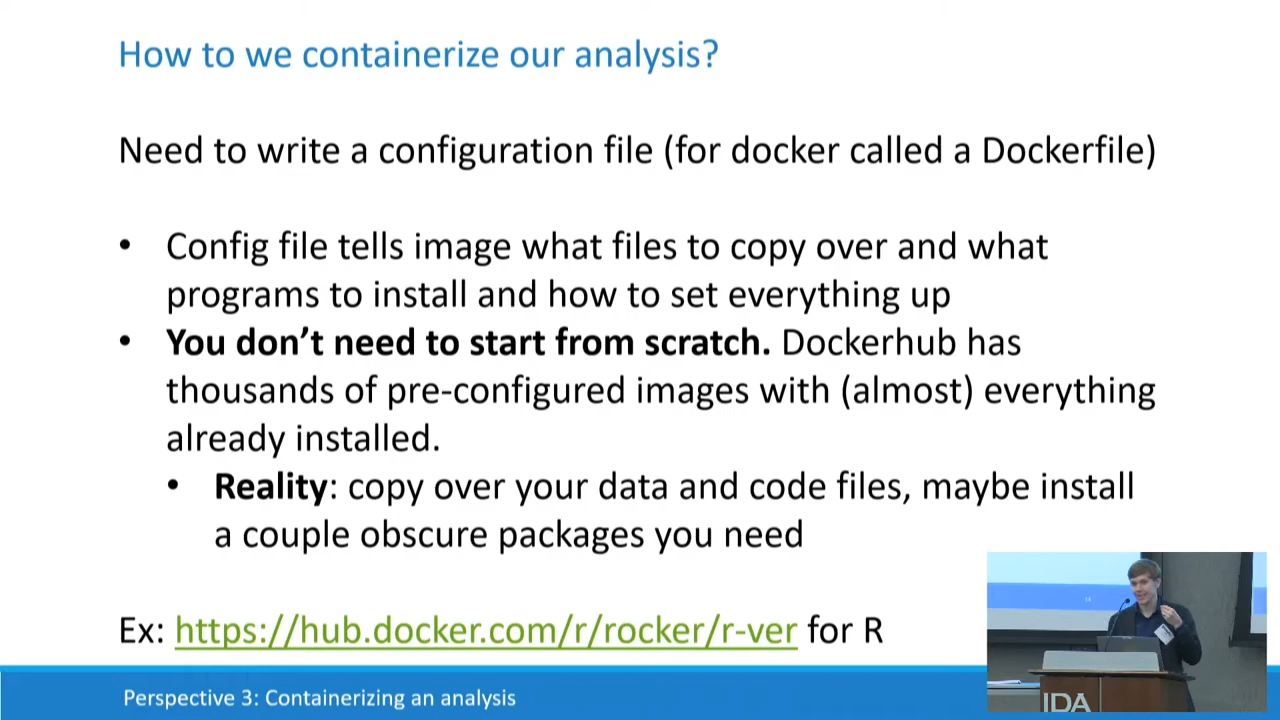 How to we containerize our analysis?
Need to write a configuration file (for docker called a Dockerfile)
• Config file tells image what files to copy over and what
programs to install and how to set everything up
• You don’t need to start from scratch. Dockerhub has
thousands of pre-configured images with (almost) everything
already installed.
• Reality: copy over your data and code files, maybe install
a couple obscure packages you need
Ex: https://hub.docker.com/r/rocker/r-ver for R
Perspective 3: Containerizing an analysis
IDA